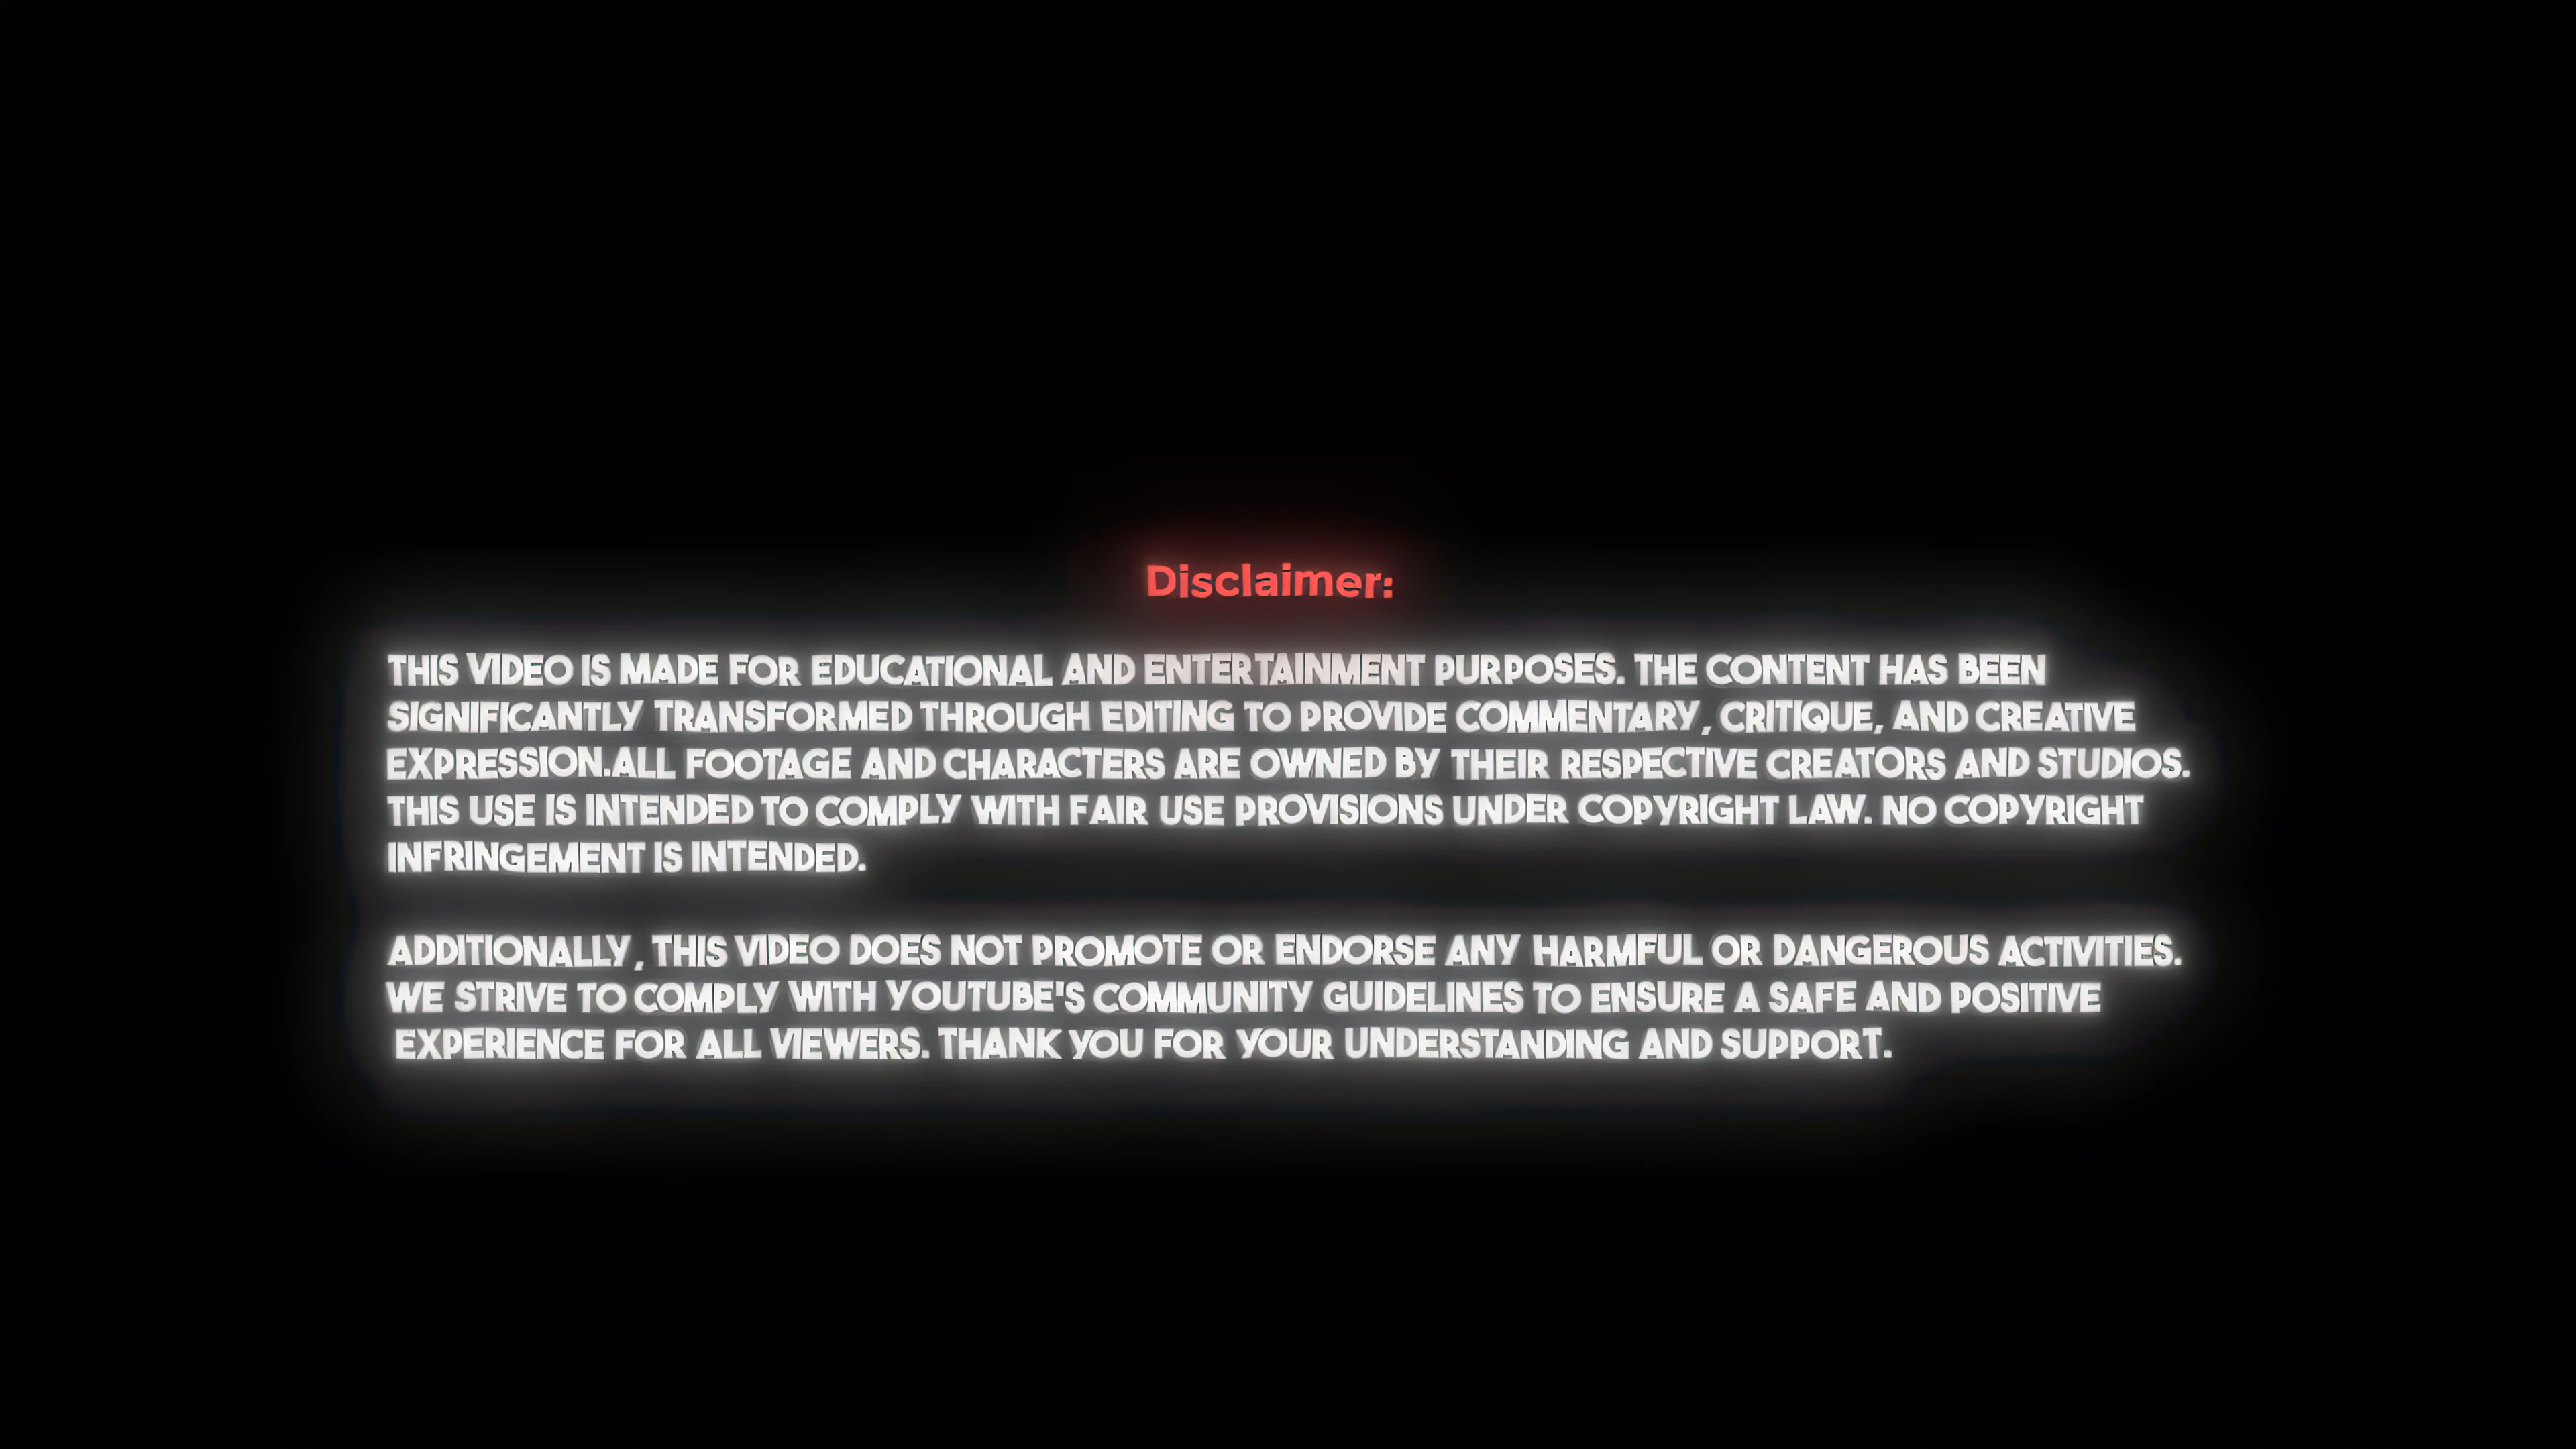 Disclaimer:
THIS VIDEO IS MADE FOR EDUCATIONAL AND ENTERTAINMENT PURPOSES. THE CONTENT HAS BEEN
SIGNIFICANTLY TRANSFORMED THROUGH EDITING TO PROVIDE COMMENTARY, CRITIQUE, AND CREATIVE
EXPRESSION.ALL FOOTAGE AND CHARACTERS ARE OWNED BY THEIR RESPECTIVE CREATORS AND STUDIOS.
THIS USE IS INTENDED TO COMPLY WITH FAIR USE PROVISIONS UNDER COPYRIGHT LAW. NO COPYRIGHT
INFRINGEMENT IS INTENDED.
ADDITIONALLY, THIS VIDEO DOES NOT PROMOTE OR ENDORSE ANY HARMFUL OR DANGEROUS ACTIVITIES.
WE STRIVE TO COMPLY WITH YOUTUBE'S COMMUNITY GUIDELINES TO ENSURE A SAFE AND POSITIVE
EXPERIENCE FOR ALL VIEWERS. THANK YOU FOR YOUR UNDERSTANDING AND SUPPORT.